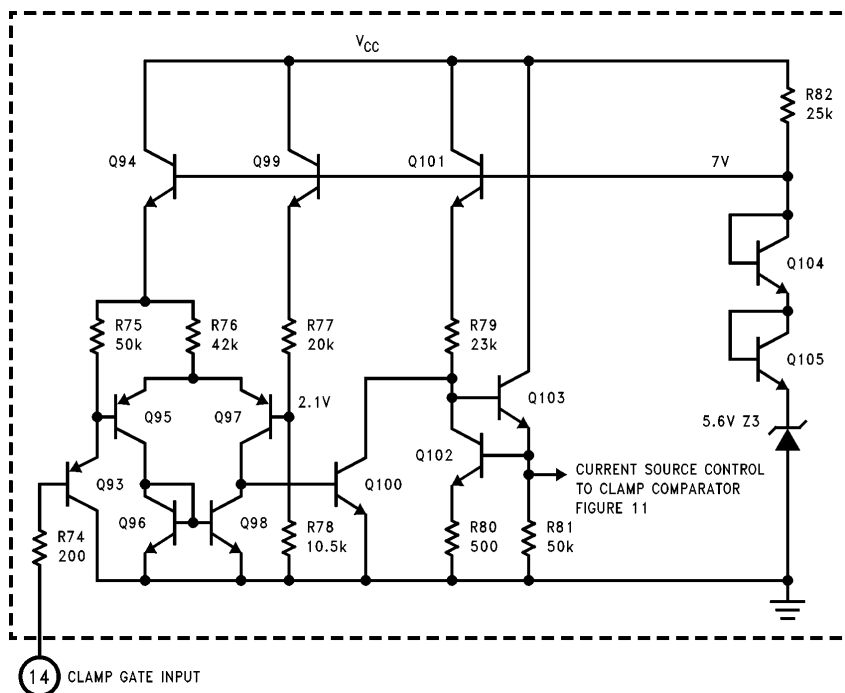 VCC
R82
25k
Q94
Q99
Q101
7V
Q104
R75
50k
R76
42k
R77
20k
R79
23k
Q105
Q95
Q97
2.1V
Q103
5.6V Z3
Q93
Q102
CURRENT SOURCE CONTROL
TO CLAMP COMPARATOR
FIGURE 11
Q96
Q98
Q100
R74
200
R78
10.5k
R80
500
R81
50k
14 CLAMP GATE INPUT